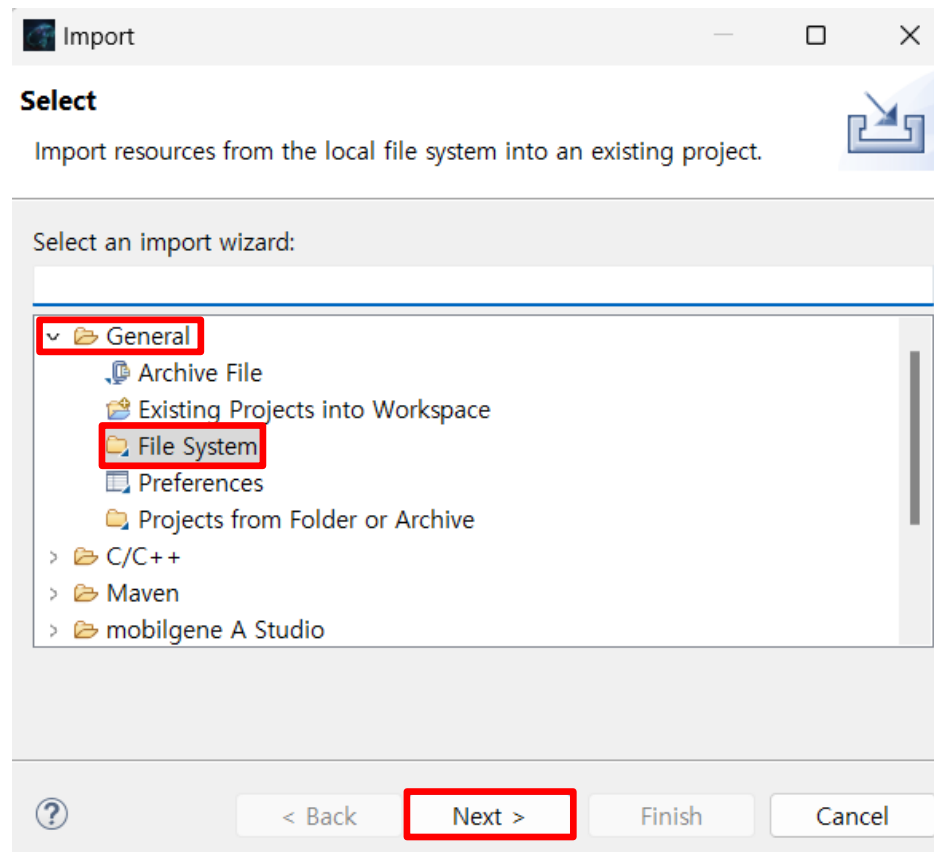 Import
Select
Import resources from the local file system into an existing project.
Select an import wizard:
General
Archive File
Existing Projects into Workspace
File System
Preferences
Projects from Folder or Archive
C/C++
Maven
mobilgene A Studio
?
< Back Next > Finish Cancel